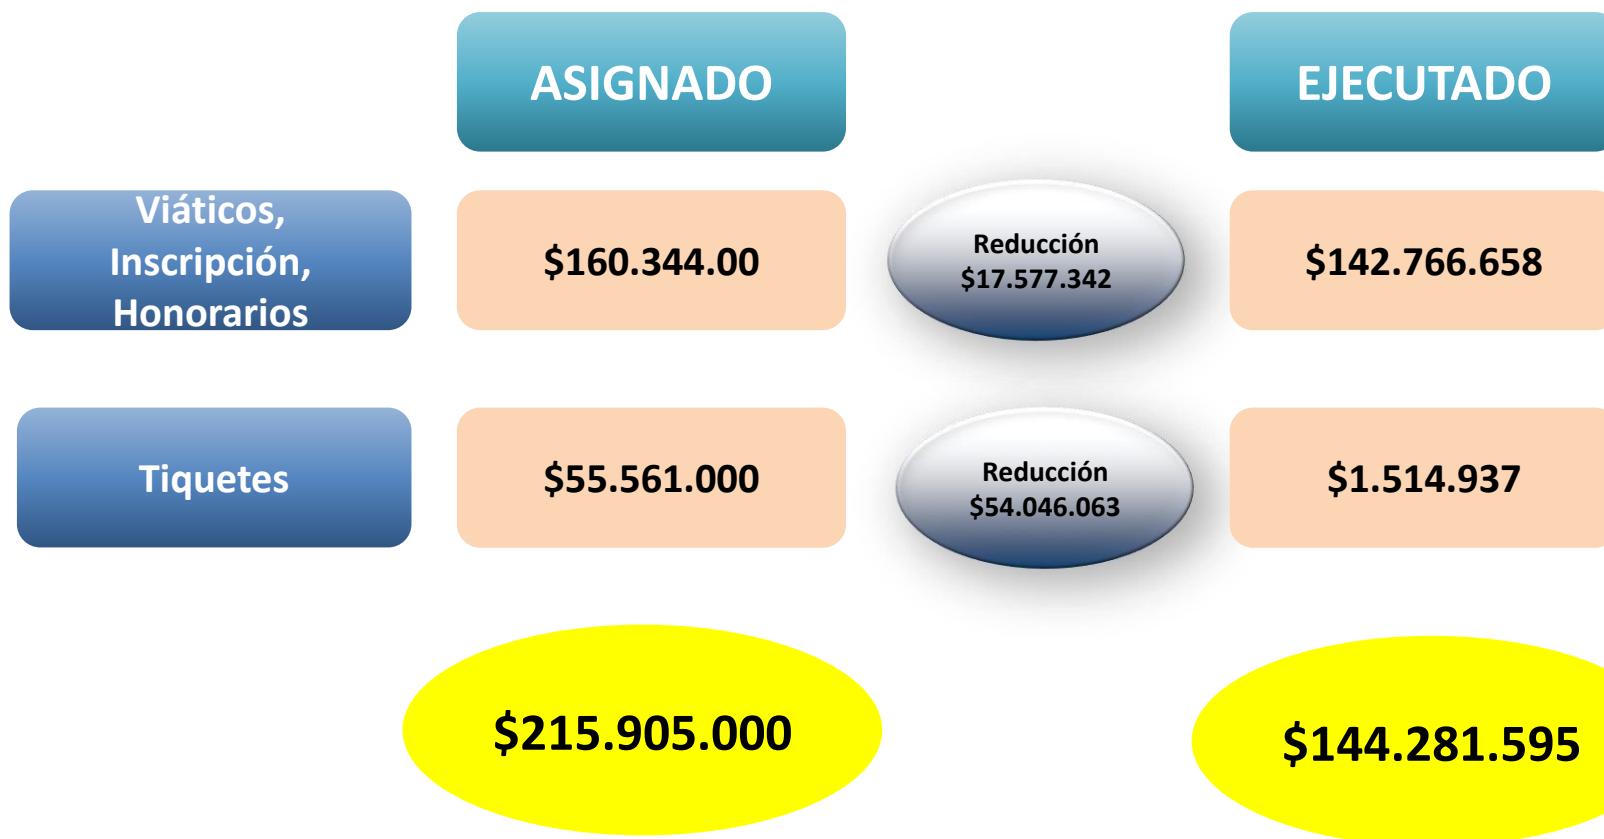 ASIGNADO
EJECUTADO
Viáticos,
Inscripción,
Honorarios
$160.344.00
Reducción
$17.577.342
$142.766.658
Tiquetes
$55.561.000
Reducción
$54.046.063
$1.514.937
$215.905.000
$144.281.595